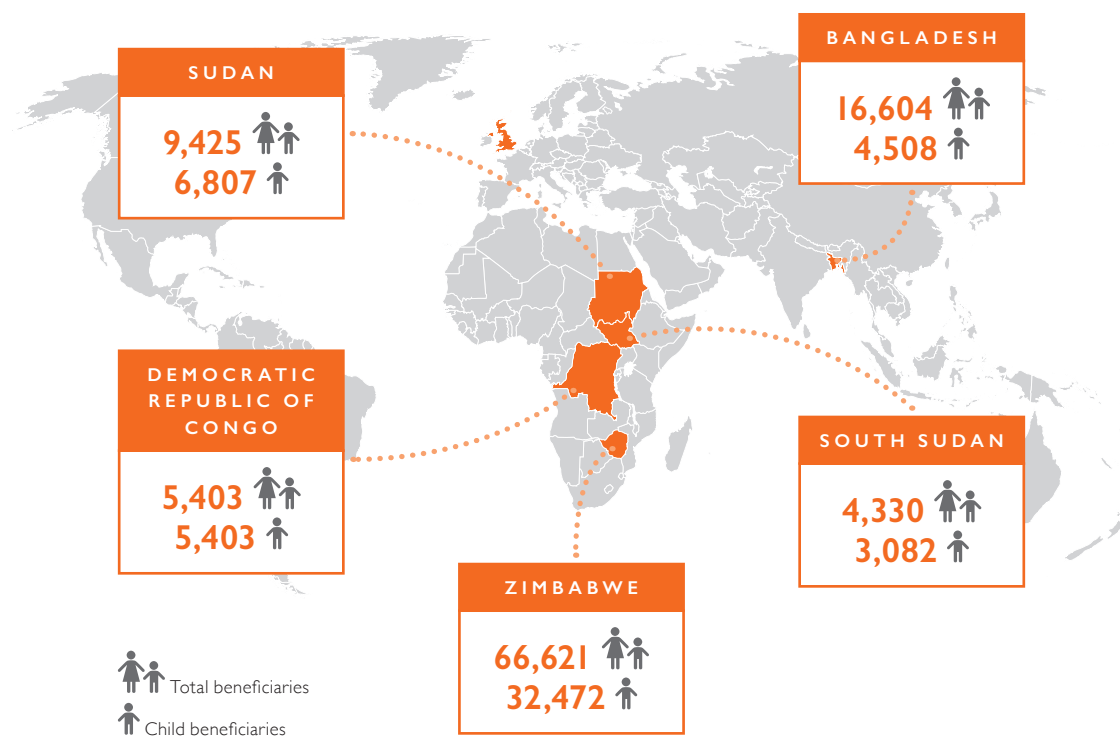 SUDAN
9,425
6,807
BANGLADESH
16,604
4,508
DEMOCRATIC
REPUBLIC OF
CONGO
5,403
5,403
SOUTH SUDAN
4,330
3,082
ZIMBABWE
66,621
32,472
Total beneficiaries
Child beneficiaries